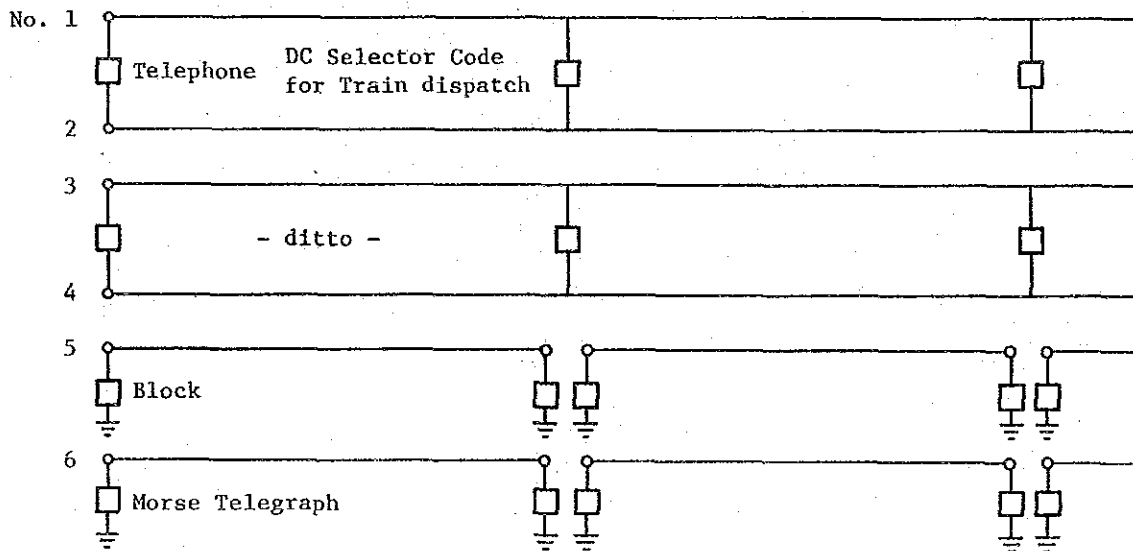 No. 1
Telephone DC Selector Code
for Train dispatch
2
3
- ditto -
4
5
Block
6
Morse Telegraph